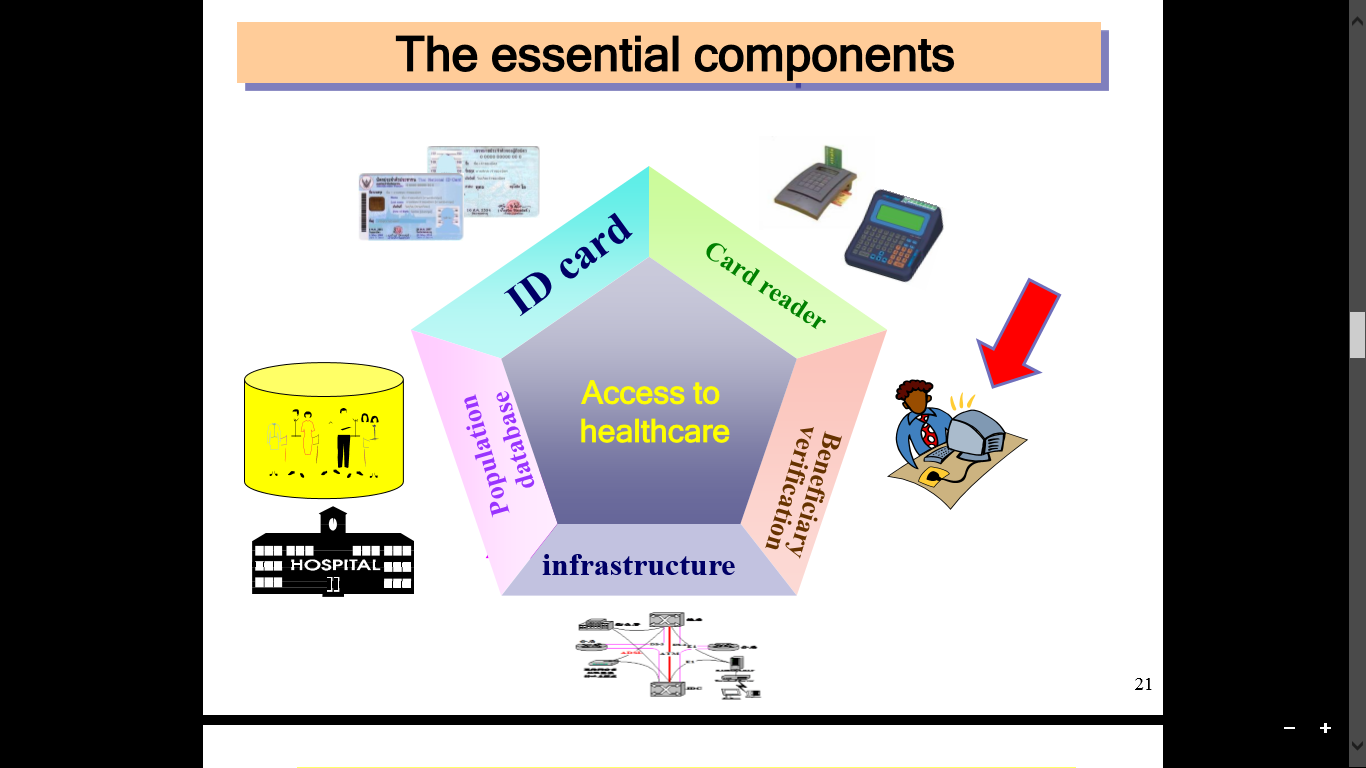 The essential components
ID card
Card reader
Access to
healthcare
Population
database
Beneficiary
verification
infrastructure
HOSPITAL
21